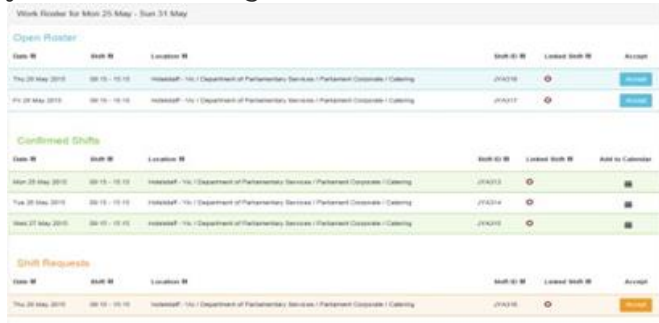 Work Roster for Mon 25 May - Sun 31 May
Open Roster
Date Shift Location Shift ID Linked Shift Accept
Thu 28 May 2015 Hotelstaff - Vic / Department of Parliamentary Services / Parliament Corporate / Catering Accept
Fri 29 May 2015 Hotelstaff - Vic / Department of Parliamentary Services / Parliament Corporate / Catering Accept
Confirmed Shifts
Date Shift Location Shift ID Linked Shift Add to Calendar
Mon 25 May 2015 Hotelstaff - Vic / Department of Parliamentary Services / Parliament Corporate / Catering
Tue 26 May 2015 Hotelstaff - Vic / Department of Parliamentary Services / Parliament Corporate / Catering
Wed 27 May 2015 Hotelstaff - Vic / Department of Parliamentary Services / Parliament Corporate / Catering
Shift Requests
Date Shift Location Shift ID Linked Shift Accept
Thu 28 May 2015 Hotelstaff - Vic / Department of Parliamentary Services / Parliament Corporate / Catering Accept